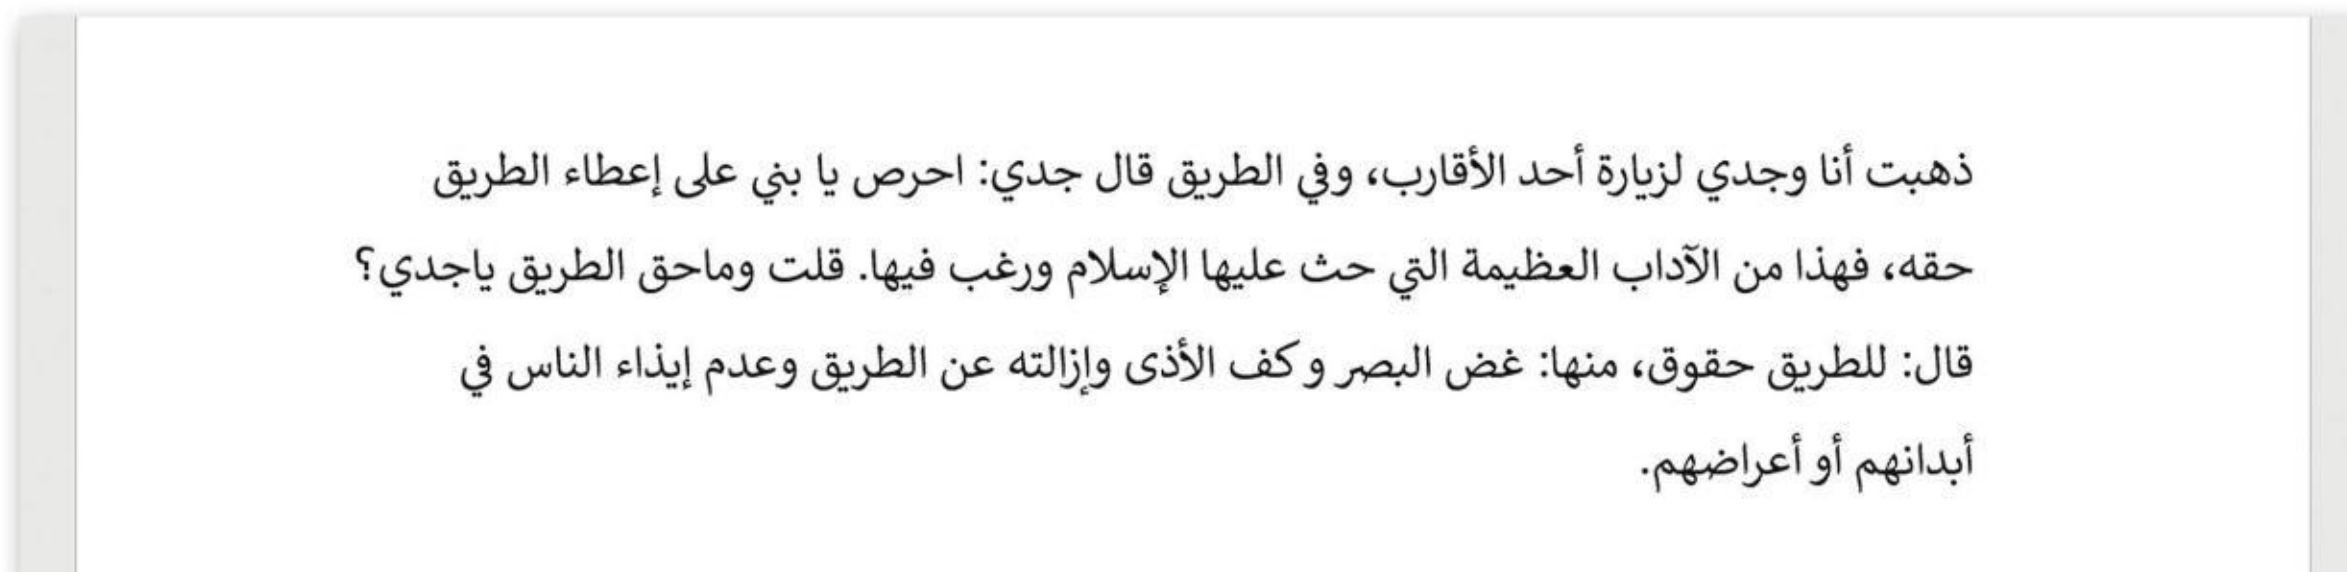 ذهبت أنا وجدي لزيارة أحد الأقارب، وفي الطريق قال جدي: احرص يا بني على إعطاء الطريق
حقه، فهذا من الآداب العظيمة التي حث عليها الإسلام ورغب فيها. قلت وماحق الطريق ياجدي؟
قال: للطريق حقوق، منها: غض البصر و كف الأذى وإزالته عن الطريق وعدم إيذاء الناس في
أبدانهم أو أعراضهم.